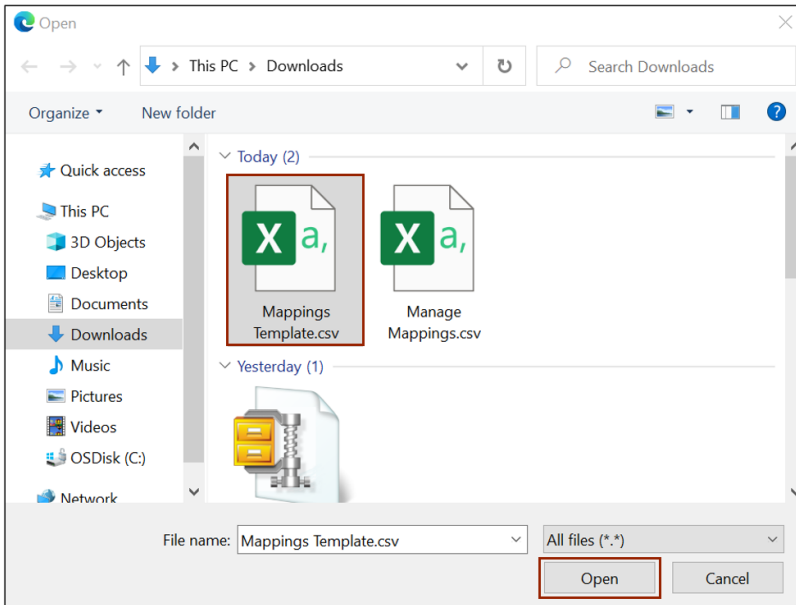 Open
This PC > Downloads
Search Downloads
Organize
New folder
?
Quick access
This PC
3D Objects
Desktop
Documents
Downloads
Music
Pictures
Videos
OSDisk (C:)
Network
Today (2)
X a,
X a,
Mappings
Template.csv
Manage
Mappings.csv
Yesterday (1)
File name: Mappings Template.csv
All files (*.*)
Open
Cancel